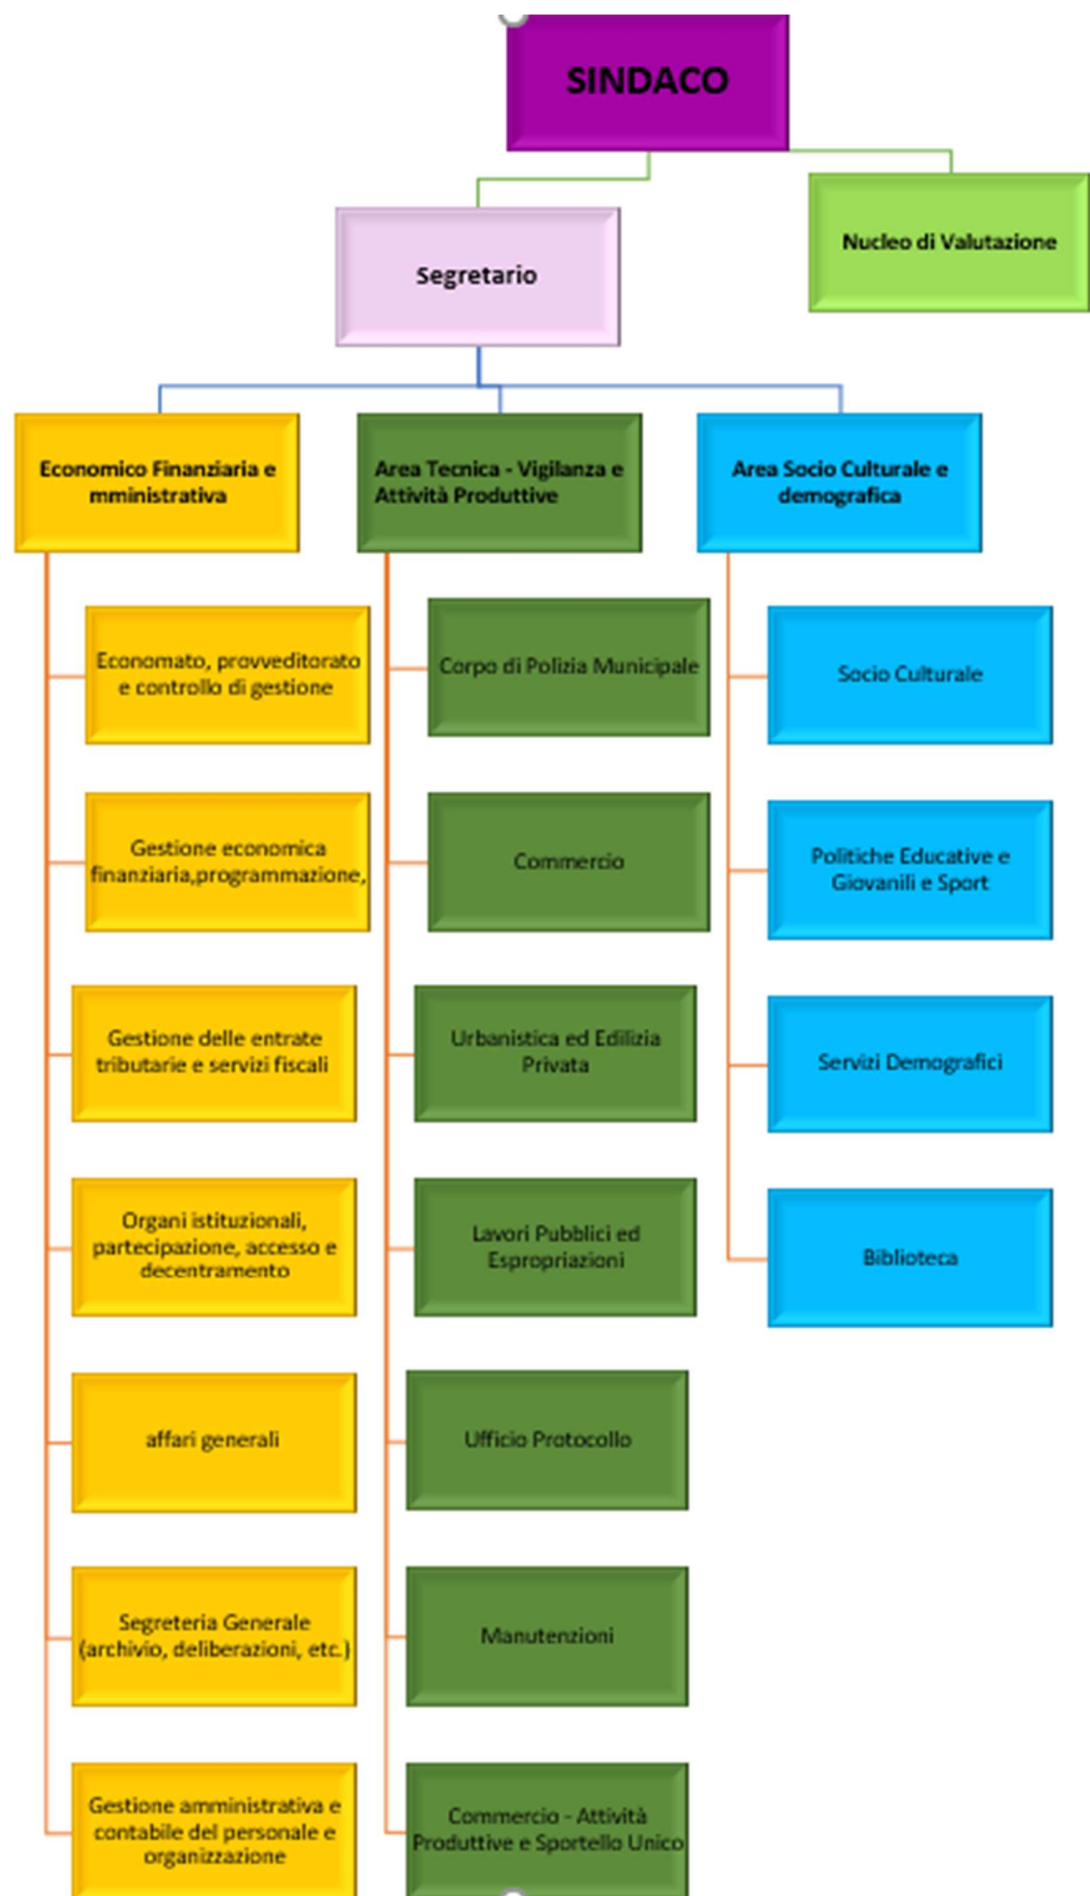 SINDACO
Nucleo di Valutazione
Segretario
Economico Finanziaria e
mministrativa
Area Tecnica - Vigilanza e
Attività Produttive
Area Socio Culturale e
demografica
Economato, provveditorato
e controllo di gestione
Gestione economica
finanziaria,programmazione,
Gestione delle entrate
tributarie e servizi fiscali
Organi istituzionali,
partecipazione, accesso e
decentramento
affari generali
Segreteria Generale
(archivio, deliberazioni, etc.)
Gestione amministrativa e
contabile del personale e
organizzazione
Corpo di Polizia Municipale
Commercio
Urbanistica ed Edilizia
Privata
Lavori Pubblici ed
Espropriazioni
Ufficio Protocollo
Manutenzioni
Commercio - Attività
Produttive e Sportello Unico
Socio Culturale
Politiche Educative e
Giovanili e Sport
Servizi Demografici
Biblioteca